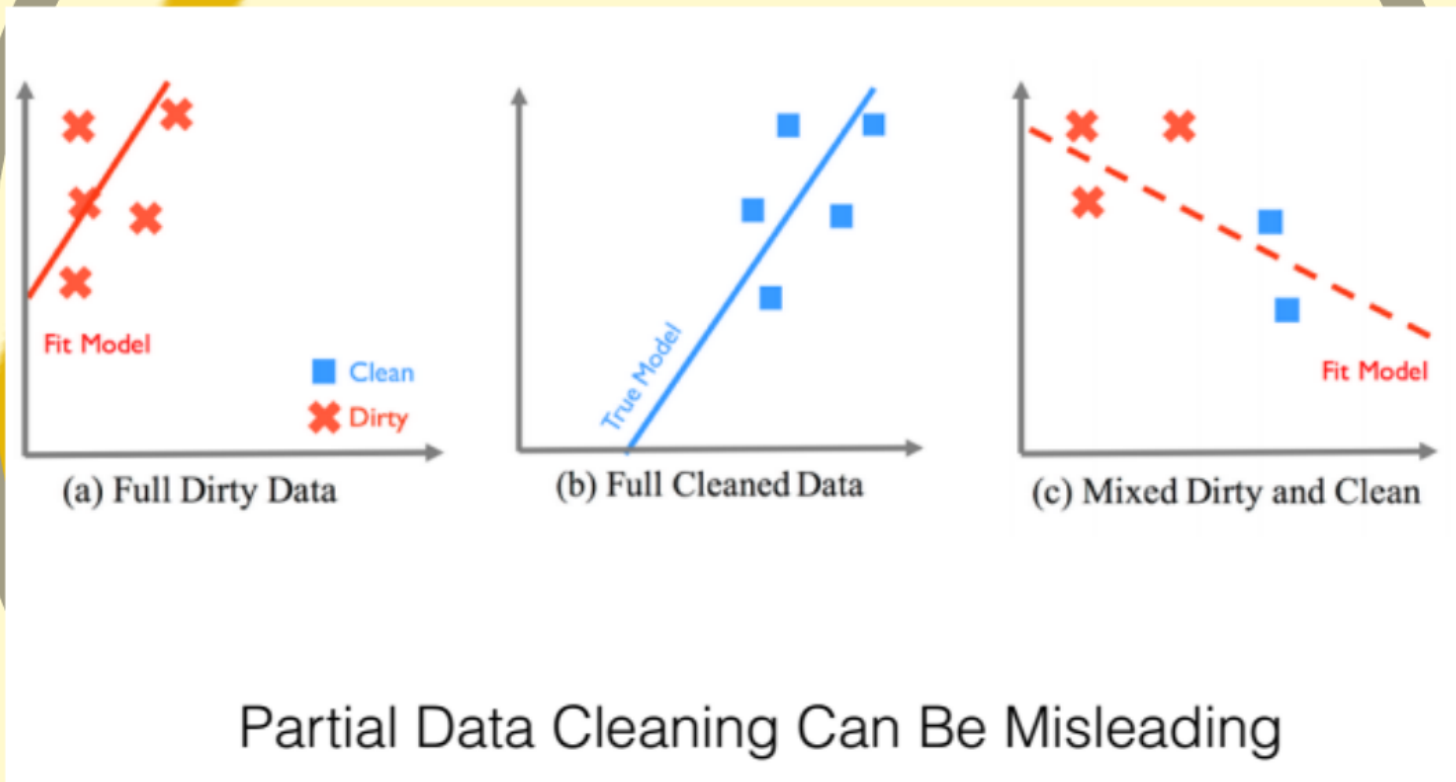 Fit Model
Clean
Dirty
(a) Full Dirty Data
True Model
(b) Full Cleaned Data
Fit Model
(c) Mixed Dirty and Clean
Partial Data Cleaning Can Be Misleading